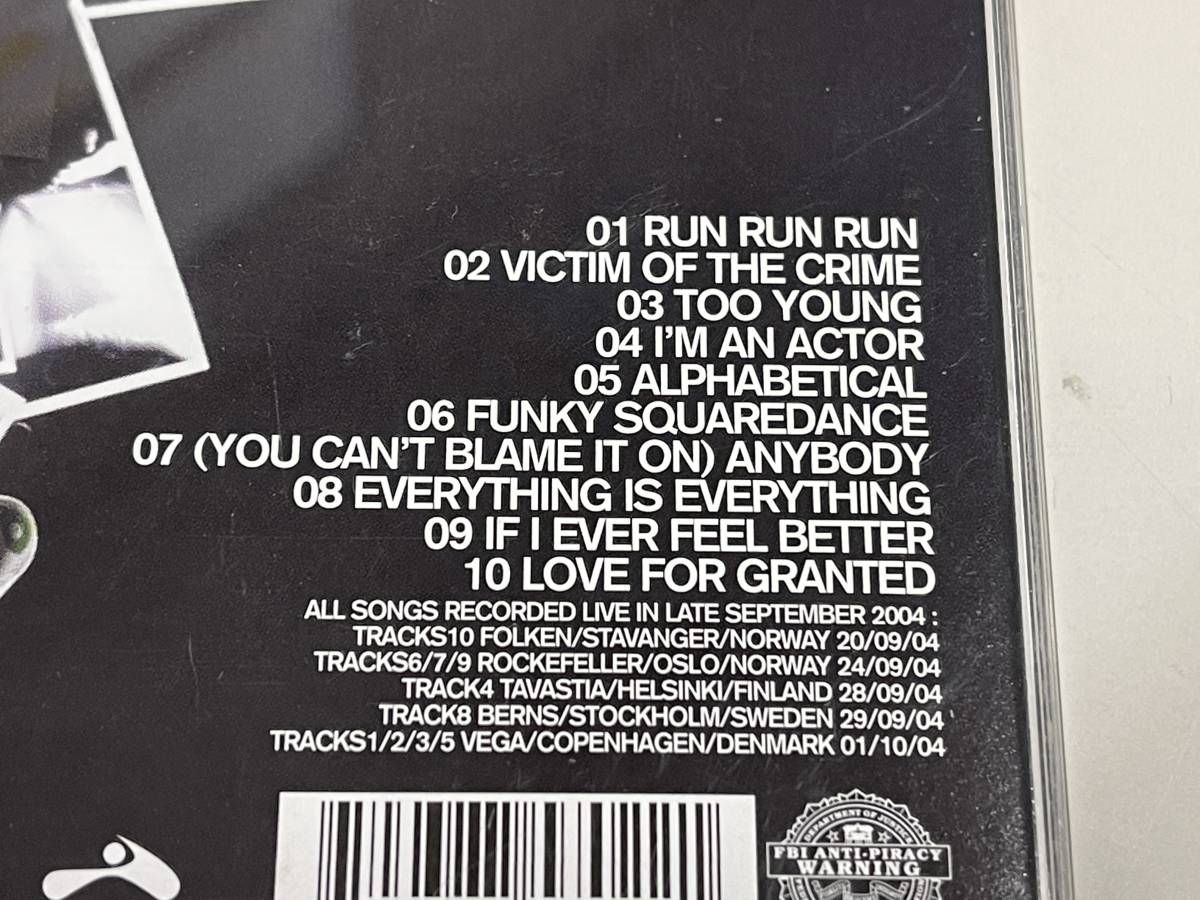 01 RUN RUN RUN
02 VICTIM OF THE CRIME
03 TOO YOUNG
04 I'M AN ACTOR
05 ALPHABETICAL
06 FUNKY SQUAREDANCE
07 (YOU CAN'T BLAME IT ON) ANYBODY
08 EVERYTHING IS EVERYTHING
09 IF I EVER FEEL BETTER
10 LOVE FOR GRANTED
ALL SONGS RECORDED LIVE IN LATE SEPTEMBER 2004 :
TRACKS10 FOLKEN/STAVANGER/NORWAY 20/09/04
TRACKS6/7/9 ROCKEFELLER/OSLO/NORWAY 24/09/04
TRACK4 TAVASTIA/HELSINKI/FINLAND 28/09/04
TRACK8 BERNS/STOCKHOLM/SWEDEN 29/09/04
TRACKS1/2/3/5 VEGA/COPENHAGEN/DENMARK 01/10/04
DEPARTMENT OF JUSTICE
FBI ANTI-PIRACY
WARNING